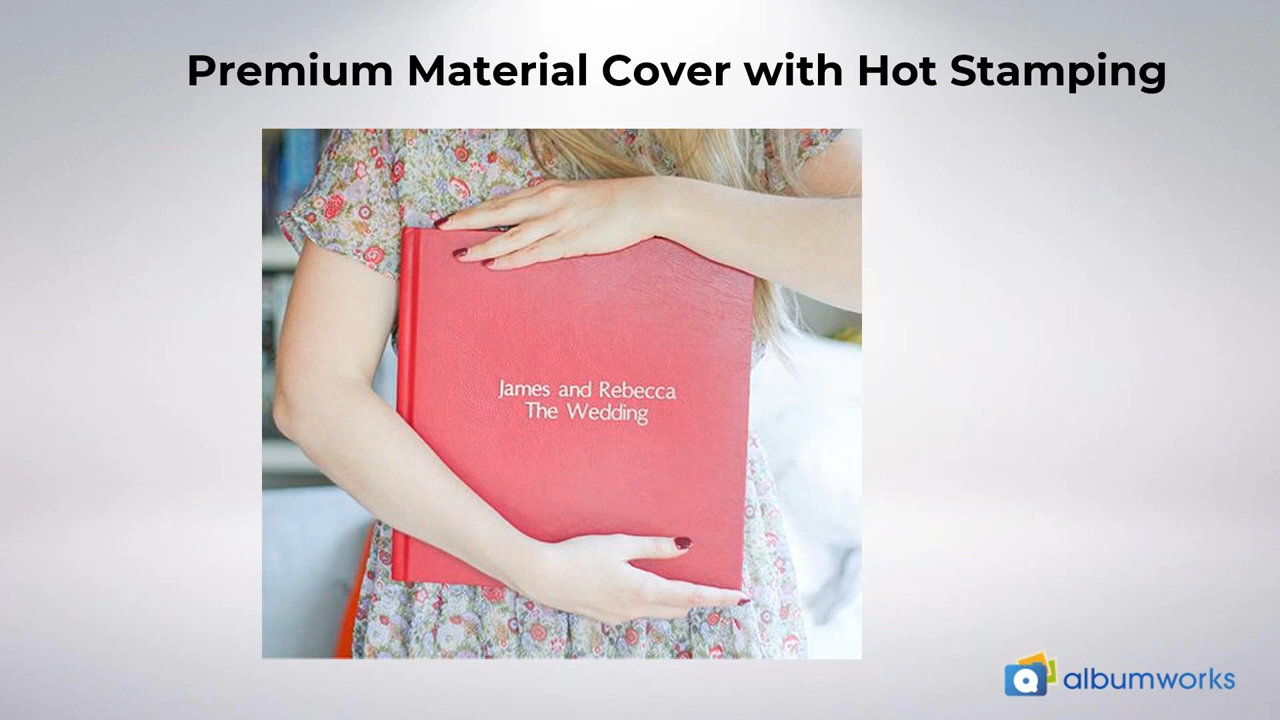 Premium Material Cover with Hot Stamping
James and Rebecca
The Wedding
albumworks